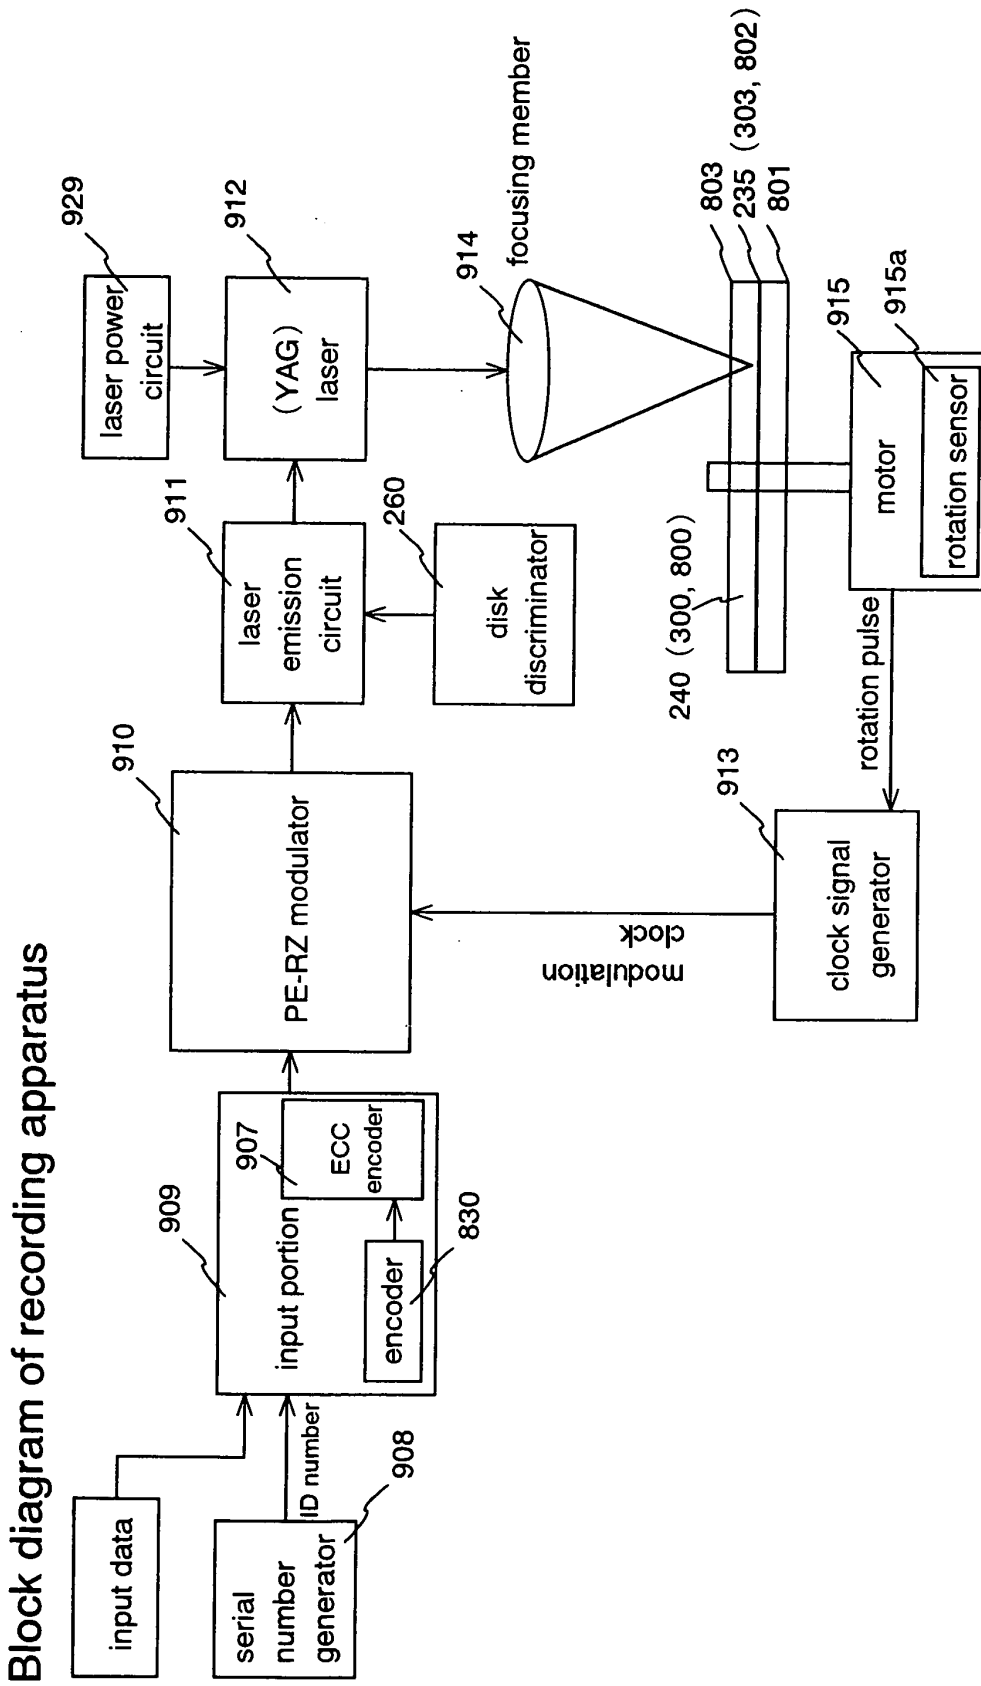 Block diagram of recording apparatus
input data
serial
number
generator
908
ID number
909
input portion
encoder
830
907
ECC
encoder
910
PE-RZ modulator
modulation
clock
913
clock signal
generator
rotation pulse
911
laser
emission
circuit
260
disk
discriminator
929
laser power
circuit
912
(YAG)
laser
914
focusing member
240 (300, 800)
803
235 (303, 802)
801
915
motor
915a
rotation sensor